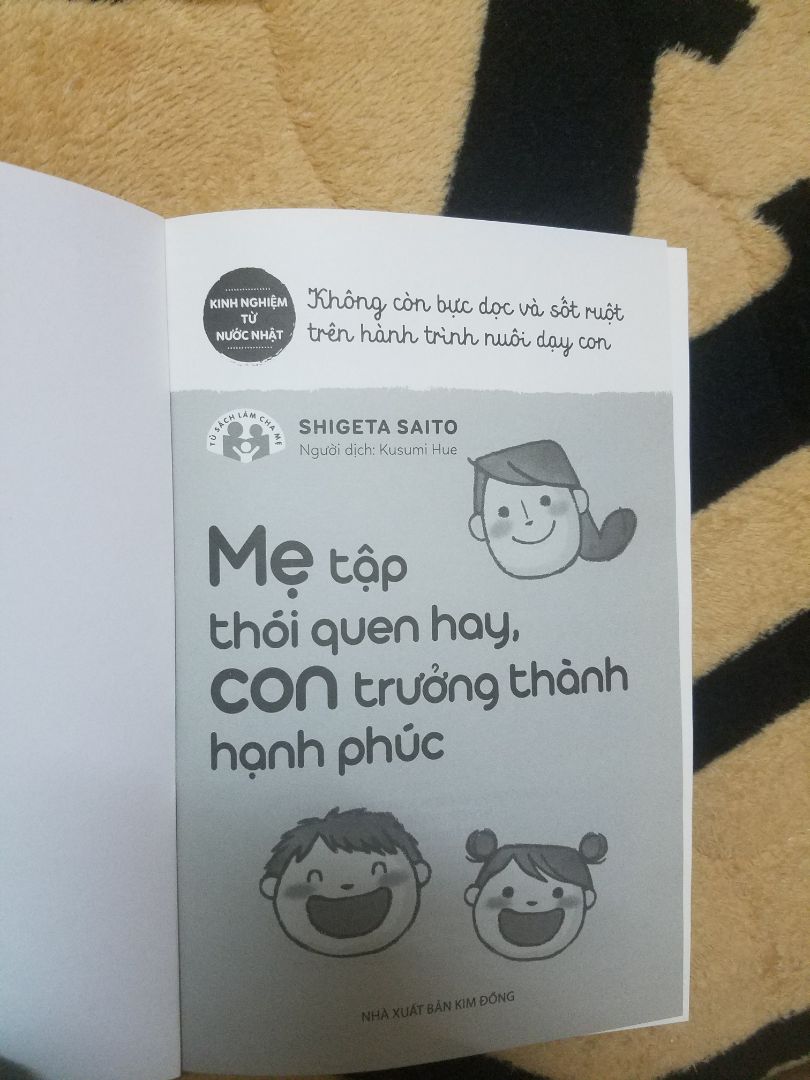 KINH NGHIỆM
TỪ
NƯỚC NHẬT
Không còn bực dọc và sốt ruột
trên hành trình nuôi dạy con
TỦ SÁCH LÀM CHA MẸ
SHIGETA SAITO
Người dịch: Kusumi Hue
Mẹ tập
thói quen hay,
con trưởng thành
hạnh phúc
NHÀ XUẤT BẢN KIM ĐỒNG